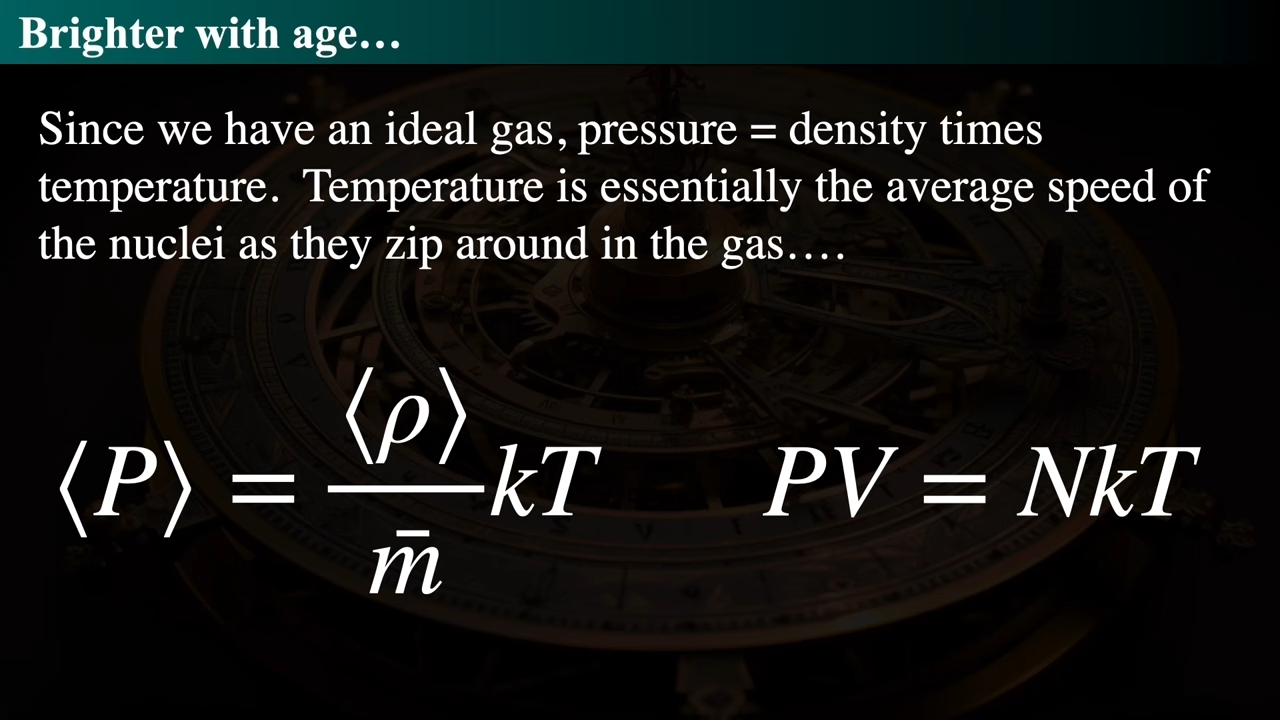 Brighter with age…
Since we have an ideal gas, pressure = density times
temperature.  Temperature is essentially the average speed of
the nuclei as they zip around in the gas….
⟨P⟩ = ⟨ρ⟩/m̄ kT
PV = NkT